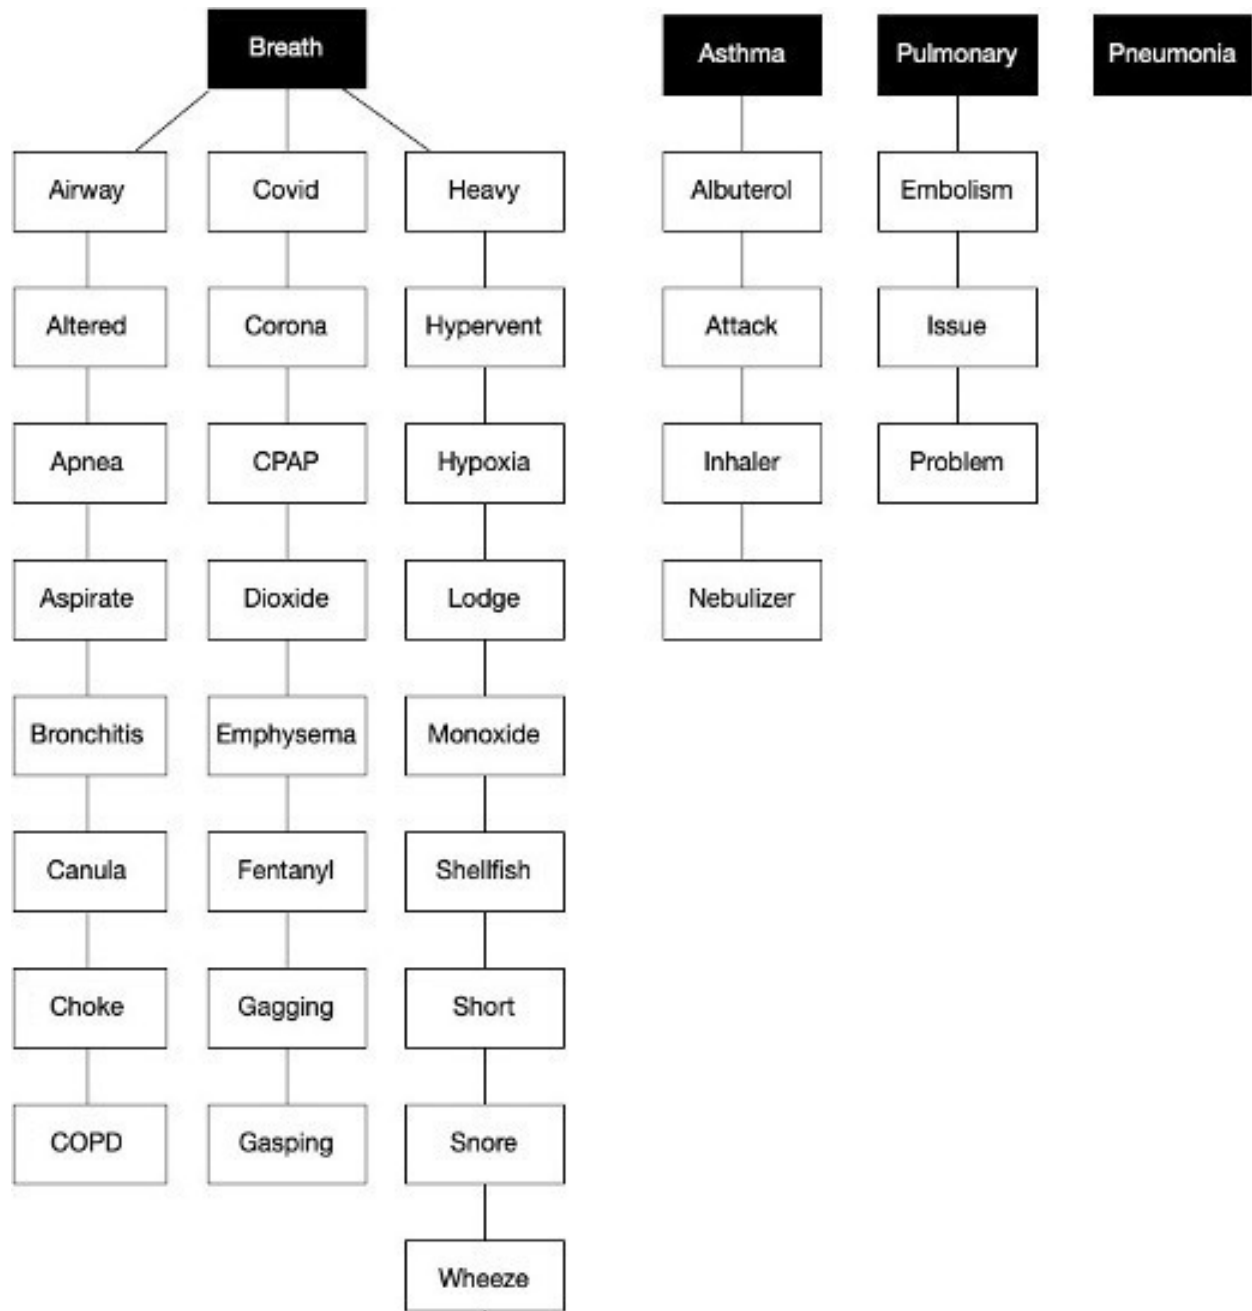 Breath
Asthma
Pulmonary
Pneumonia
Airway
Altered
Apnea
Aspirate
Bronchitis
Canula
Choke
COPD
Covid
Corona
CPAP
Dioxide
Emphysema
Fentanyl
Gagging
Gasping
Heavy
Hypervent
Hypoxia
Lodge
Monoxide
Shellfish
Short
Snore
Wheeze
Albuterol
Attack
Inhaler
Nebulizer
Embolism
Issue
Problem